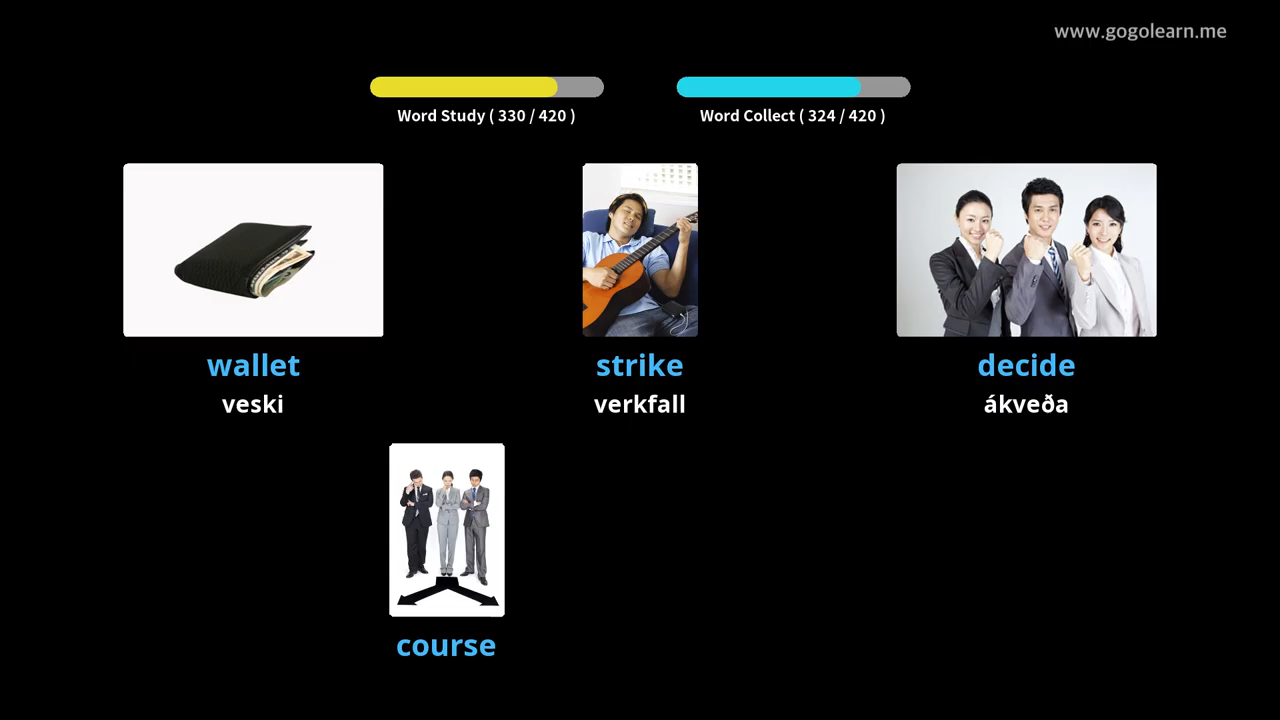 www.gogolearn.me
Word Study ( 330 / 420 )
Word Collect ( 324 / 420 )
wallet
veski
strike
verkfall
decide
ákveða
course